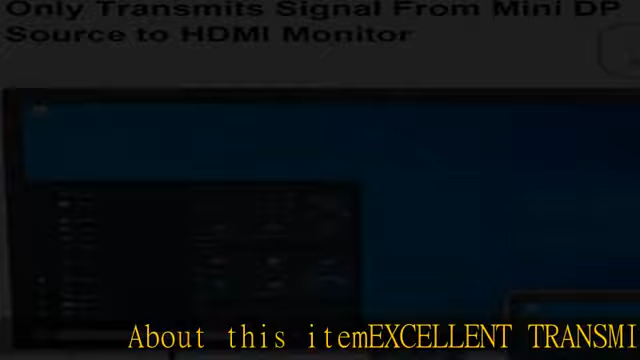 Only Transmits Signal From Mini DP
Source to HDMI Monitor
About this itemEXCELLENT TRANSMI